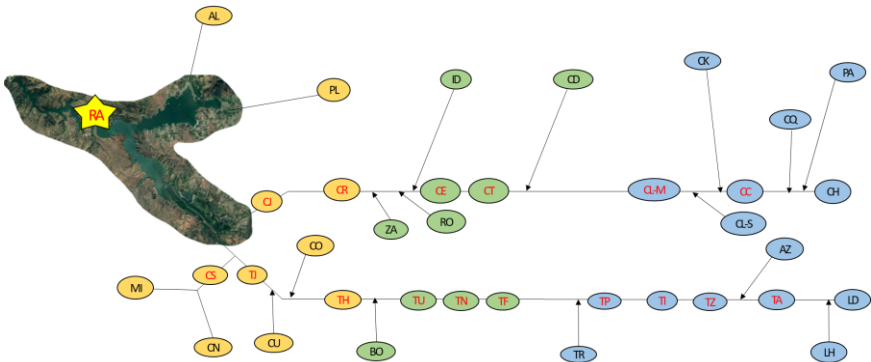 AL
CK
PA
ID
CD
PL
RA
CQ
CR
CE
CT
CL-M
CC
CH
CJ
ZA
RO
CL-S
CO
AZ
CS
TJ
MI
TH
TU
TN
TF
TP
TI
TZ
TA
LD
CN
CU
BO
TR
LH